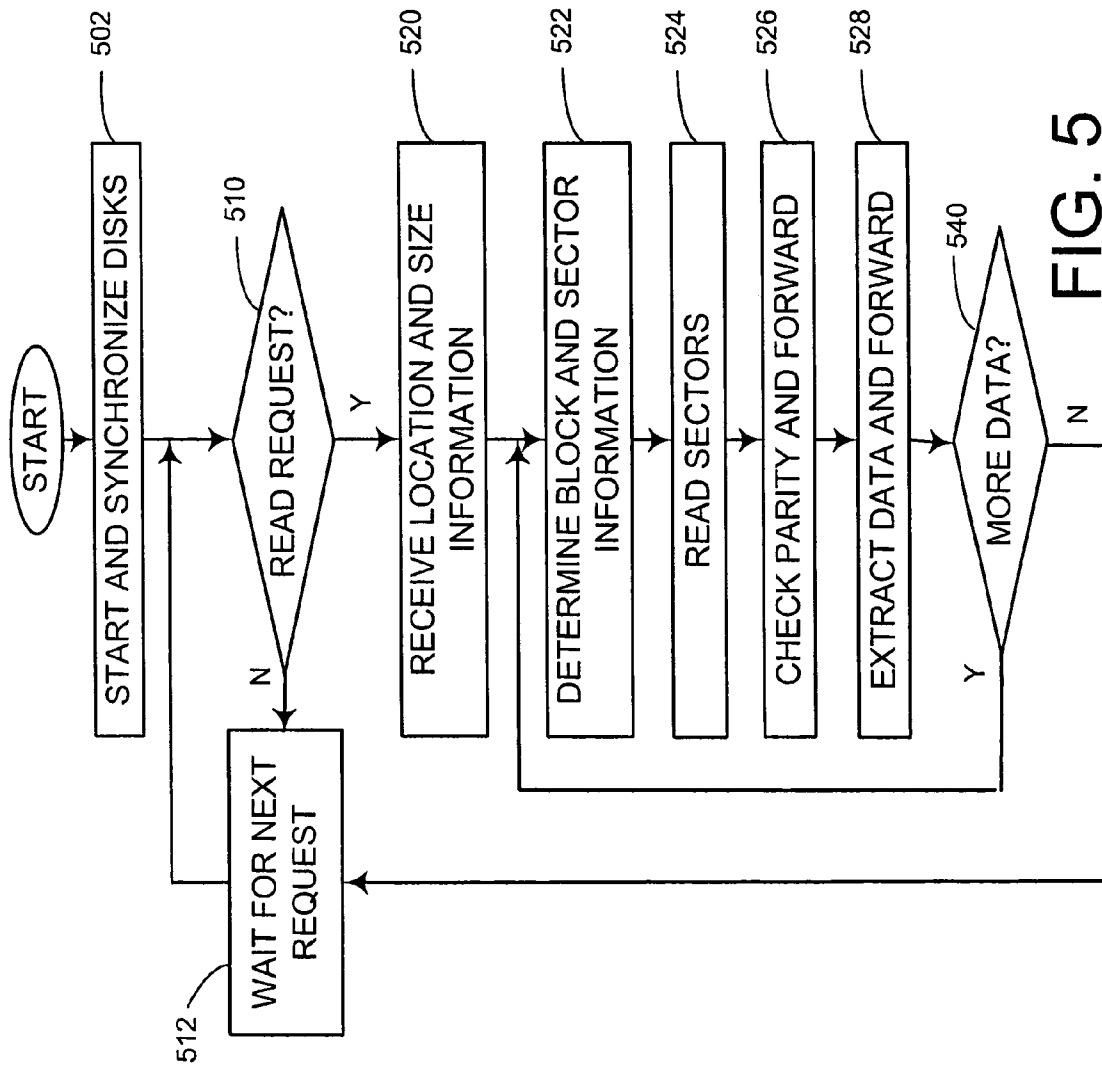 START
START AND SYNCHRONIZE DISKS
502
READ REQUEST?
510
N
Y
WAIT FOR NEXT
REQUEST
512
RECEIVE LOCATION AND SIZE
INFORMATION
520
DETERMINE BLOCK AND SECTOR
INFORMATION
522
READ SECTORS
524
CHECK PARITY AND FORWARD
526
EXTRACT DATA AND FORWARD
528
MORE DATA?
540
Y
N
FIG. 5